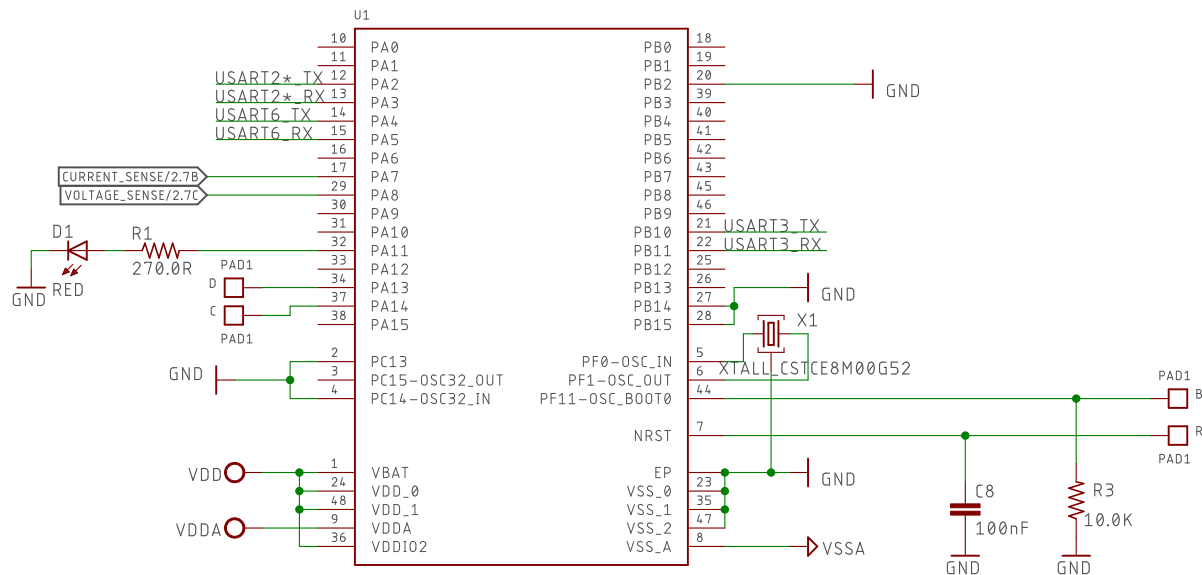 U1
10 PA0 PB0 18
11 PA1 PB1 19
USART2*_TX 12 PA2 PB2 20 GND
USART2*_RX 13 PA3 PB3 39
USART6_TX 14 PA4 PB4 40
USART6_RX 15 PA5 PB5 41
16 PA6 PB6 42
CURRENT_SENSE/2.7B 17 PA7 PB7 43
VOLTAGE_SENSE/2.7C 29 PA8 PB8 45
30 PA9 PB9 46
31 PA10 PB10 21 USART3_TX
D1 R1 32 PA11 PB11 22 USART3_RX
270.0R 33 PA12 PB12 25
GND RED
PAD1
D 34 PA13 PB13 26 GND
C 37 PA14 PB14 27
PAD1
38 PA15 PB15 28 X1
2 PC13 PF0-OSC_IN 5
XTALL_CSTCE8M00G52
GND 3 PC15-OSC32_OUT PF1-OSC_OUT 6
4 PC14-OSC32_IN PF11-OSC_BOOT0 44 PAD1 B
NRST 7 R
PAD1
VDD 1 VBAT EP GND
24 VDD_0 VSS_0 23 C8 R3
48 VDD_1 VSS_1 35
VDDA 9 VDDA VSS_2 47 100nF 10.0K
36 VDDIO2 VSS_A 8 VSSA
GND GND